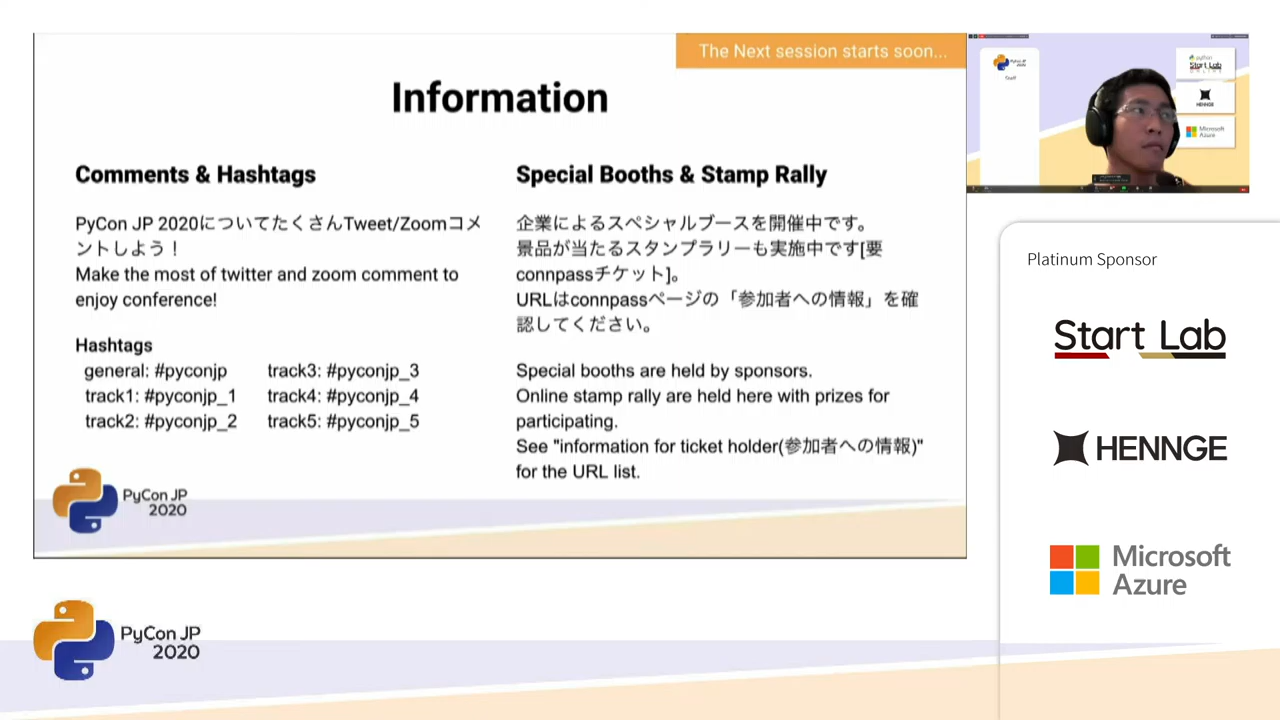 The Next session starts soon...
Information
Comments & Hashtags
PyCon JP 2020についてたくさんTweet/Zoomコメ
ントしよう！
Make the most of twitter and zoom comment to
enjoy conference!
Hashtags
general: #pyconjp
track1: #pyconjp_1
track2: #pyconjp_2
track3: #pyconjp_3
track4: #pyconjp_4
track5: #pyconjp_5
Special Booths & Stamp Rally
企業によるスペシャルブースを開催中です。
景品が当たるスタンプラリーも実施中です[要
connpassチケット]。
URLはconnpassページの「参加者への情報」を確
認してください。
Special booths are held by sponsors.
Online stamp rally are held here with prizes for
participating.
See "information for ticket holder(参加者への情報)"
for the URL list.
PyCon JP
2020
PyCon JP
2020
python
Start Lab
ONLINE
HENNGE
Microsoft
Azure
Platinum Sponsor
Start Lab
HENNGE
Microsoft
Azure
PyCon JP
2020